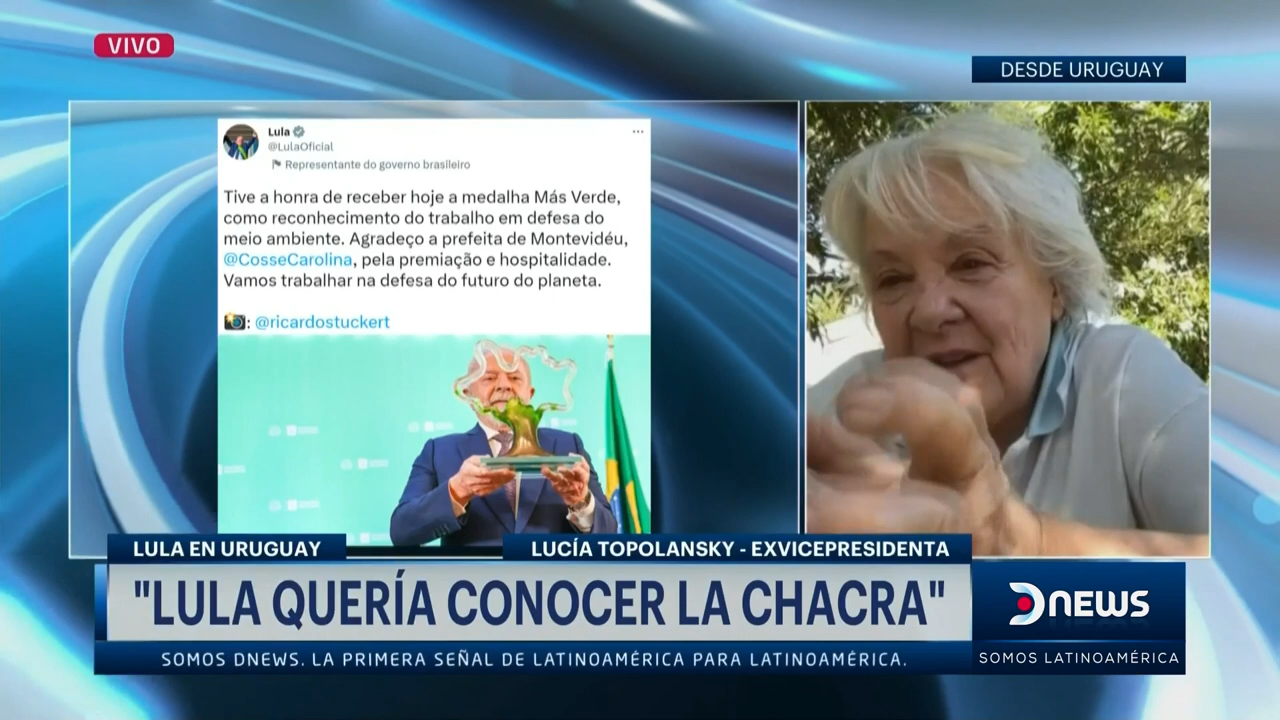 VIVO
DESDE URUGUAY
Lula
@LulaOficial
Representante do governo brasileiro
Tive a honra de receber hoje a medalha Más Verde,
como reconhecimento do trabalho em defesa do
meio ambiente. Agradeço a prefeita de Montevidéu,
@CosseCarolina, pela premiação e hospitalidade.
Vamos trabalhar na defesa do futuro do planeta.
: @ricardostuckert
LULA EN URUGUAY
LUCÍA TOPOLANSKY - EXVICEPRESIDENTA
"LULA QUERÍA CONOCER LA CHACRA"
DNEWS
SOMOS DNEWS. LA PRIMERA SEÑAL DE LATINOAMÉRICA PARA LATINOAMÉRICA.
SOMOS LATINOAMÉRICA